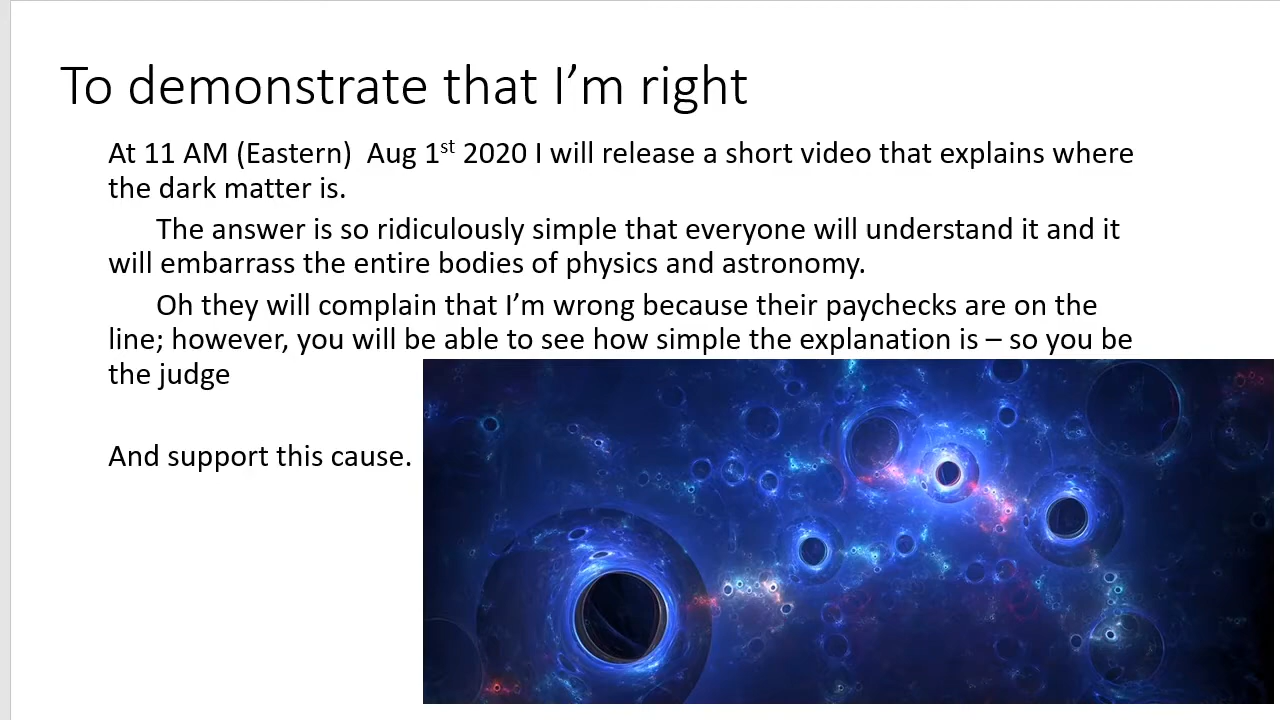 To demonstrate that I'm right
At 11 AM (Eastern)  Aug 1st 2020 I will release a short video that explains where
the dark matter is.
The answer is so ridiculously simple that everyone will understand it and it
will embarrass the entire bodies of physics and astronomy.
Oh they will complain that I'm wrong because their paychecks are on the
line; however, you will be able to see how simple the explanation is – so you be
the judge
And support this cause.